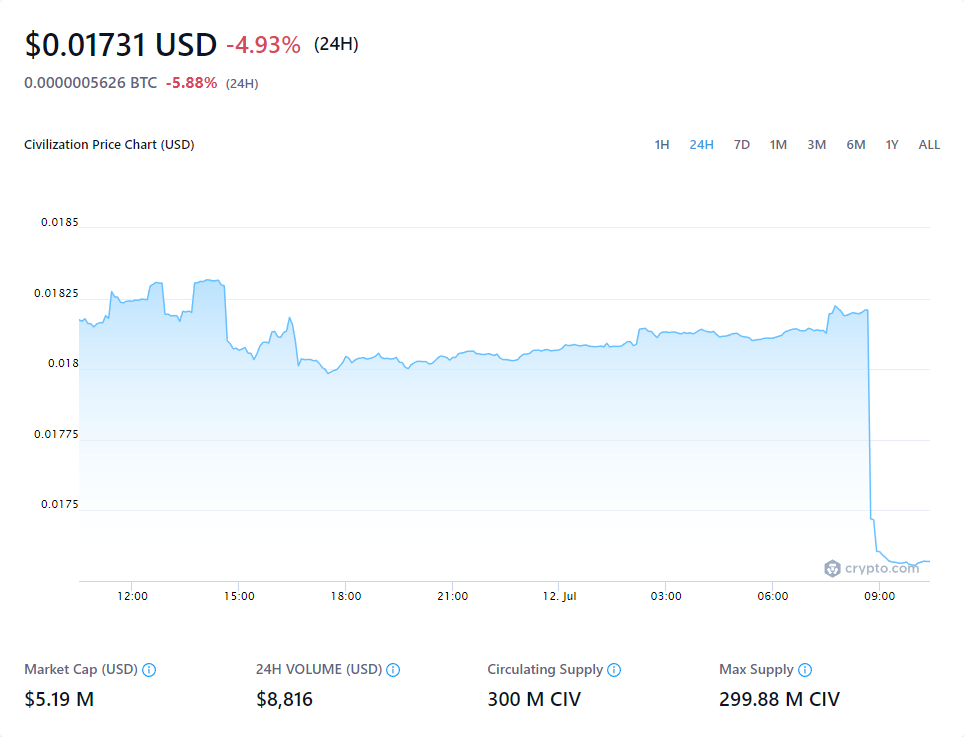 $0.01731 USD -4.93% (24H)
0.0000005626 BTC -5.88% (24H)
Civilization Price Chart (USD) 1H 24H 7D 1M 3M 6M 1Y ALL
0.0185
0.01825
0.018
0.01775
0.0175
crypto.com
12:00 15:00 18:00 21:00 12. Jul 03:00 06:00 09:00
Market Cap (USD) 24H VOLUME (USD) Circulating Supply Max Supply
$5.19 M $8,816 300 M CIV 299.88 M CIV